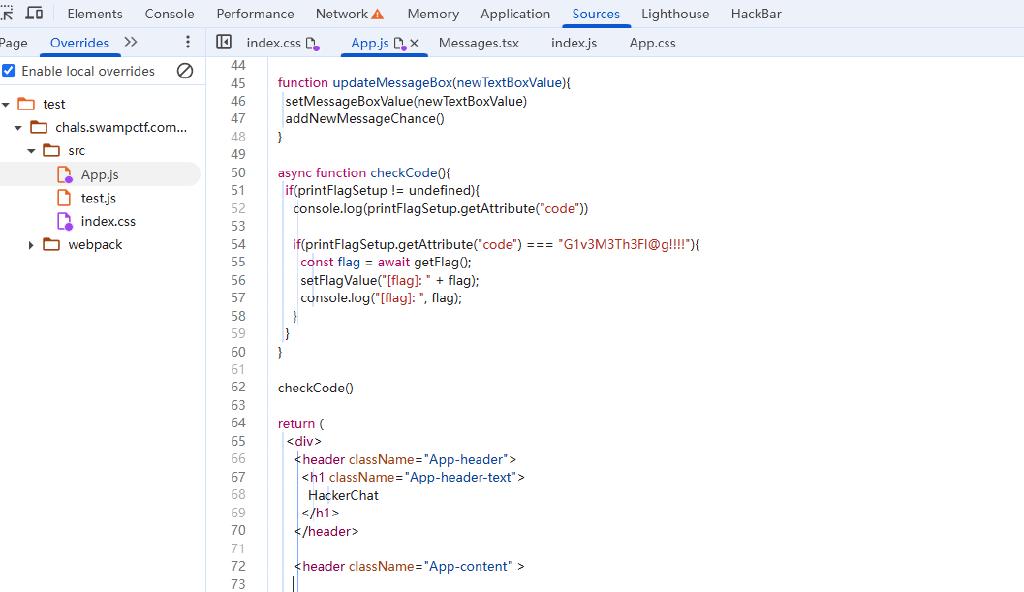 Elements Console Performance Network Memory Application Sources Lighthouse HackBar
Page Overrides index.css App.js Messages.tsx index.js App.css
Enable local overrides
test
chals.swampctf.com...
src
App.js
test.js
index.css
webpack
44
45 function updateMessageBox(newTextBoxValue){
46 setMessageBoxValue(newTextBoxValue)
47 addNewMessageChance()
48 }
49
50 async function checkCode(){
51 if(printFlagSetup != undefined){
52 console.log(printFlagSetup.getAttribute("code"))
53
54 if(printFlagSetup.getAttribute("code") === "G1v3M3Th3Fl@g!!!!"){
55 const flag = await getFlag();
56 setFlagValue("[flag]: " + flag);
57 console.log("[flag]: ", flag);
58 }
59 }
60 }
61
62 checkCode()
63
64 return (
65 <div>
66 <header className="App-header">
67 <h1 className="App-header-text">
68 HackerChat
69 </h1>
70 </header>
71
72 <header className="App-content" >
73